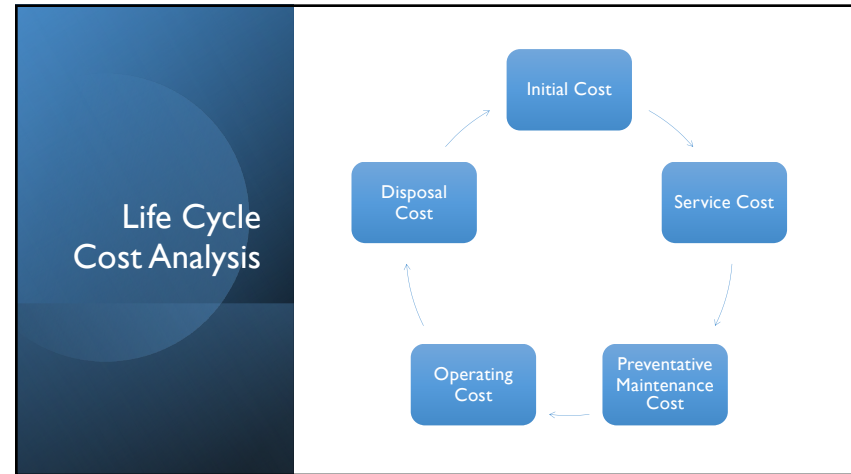 Life Cycle
Cost Analysis
Initial Cost
Service Cost
Preventative
Maintenance
Cost
Operating
Cost
Disposal
Cost